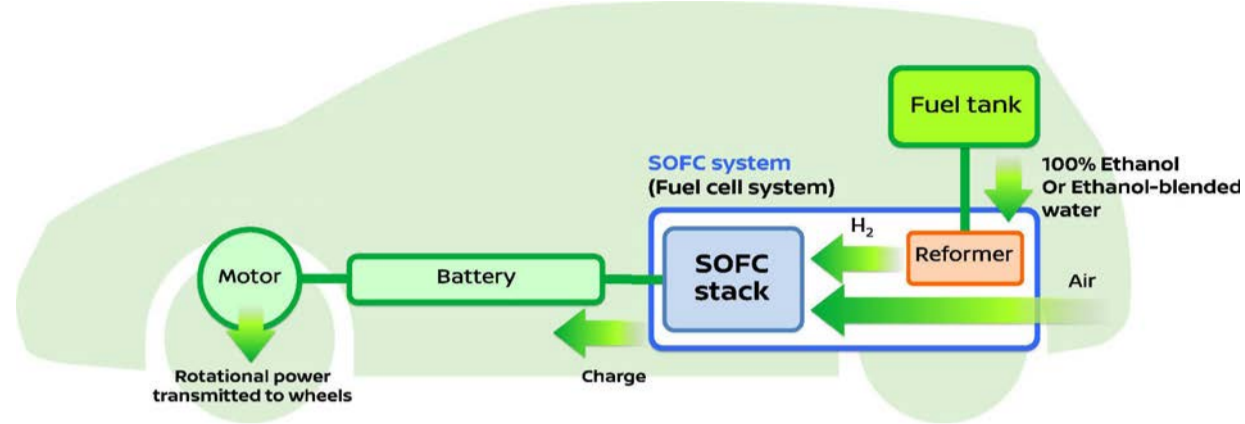 Fuel tank
SOFC system
(Fuel cell system)
100% Ethanol
Or Ethanol-blended
water
H₂
Reformer
SOFC
stack
Air
Motor
Battery
Charge
Rotational power
transmitted to wheels